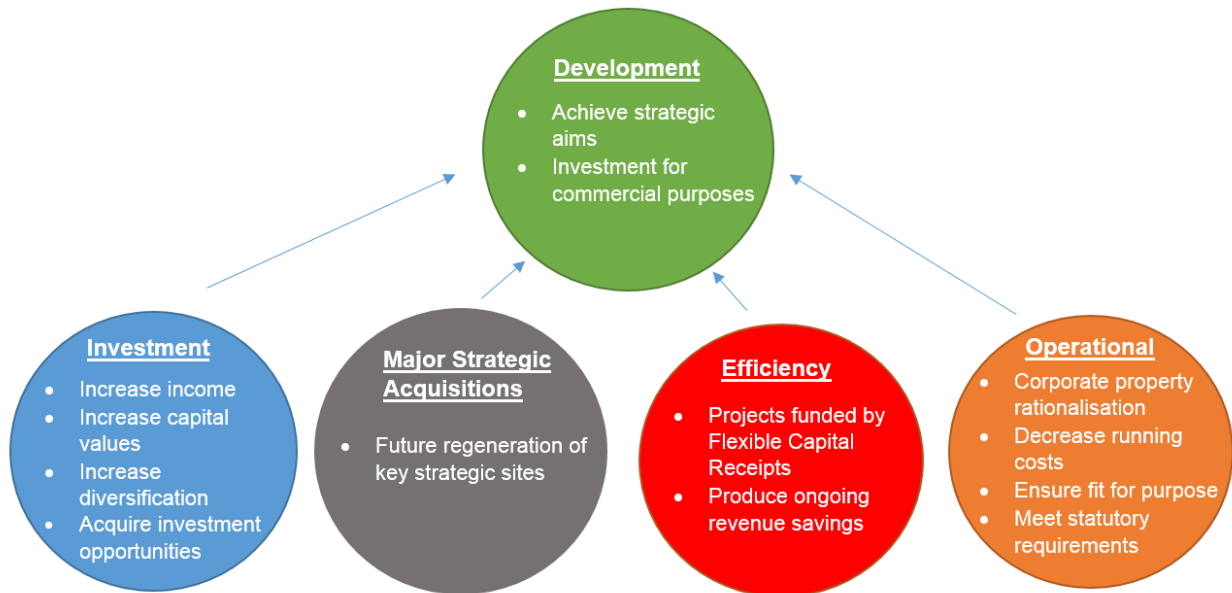 Development
• Achieve strategic
aims
• Investment for
commercial purposes
Investment
• Increase income
• Increase capital
values
• Increase
diversification
• Acquire investment
opportunities
Major Strategic
Acquisitions
• Future regeneration of
key strategic sites
Efficiency
• Projects funded by
Flexible Capital
Receipts
• Produce ongoing
revenue savings
Operational
• Corporate property
rationalisation
• Decrease running
costs
• Ensure fit for purpose
• Meet statutory
requirements